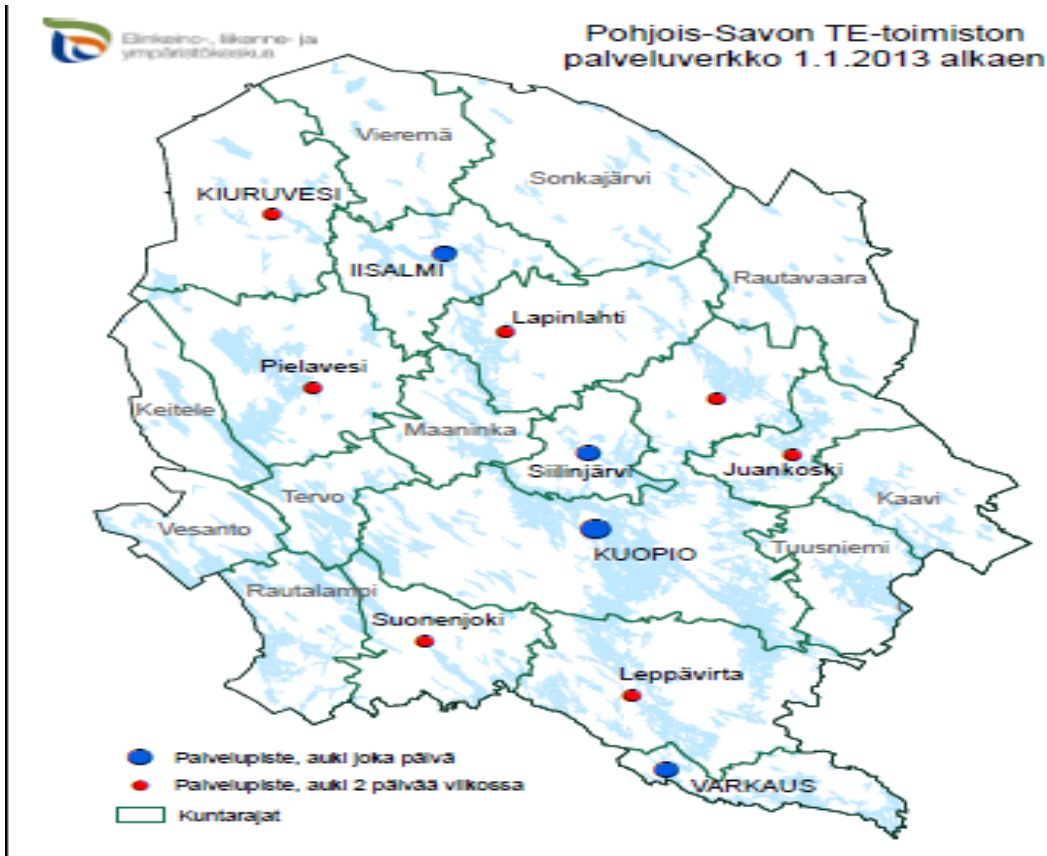 Elinkeino-, liikenne- ja
ympäristökeskus
Pohjois-Savon TE-toimiston
palveluverkko 1.1.2013 alkaen
Vieremä
Sonkajärvi
KIURUVESI
IISALMI
Rautavaara
Lapinlahti
Pielavesi
Keitele
Maaninka
Siilinjärvi
Juankoski
Kaavi
Tervo
Vesanto
KUOPIO
Tuusniemi
Rautalampi
Suonenjoki
Leppävirta
VARKAUS
Palvelupiste, auki joka päivä
Palvelupiste, auki 2 päivää viikossa
Kuntarajat